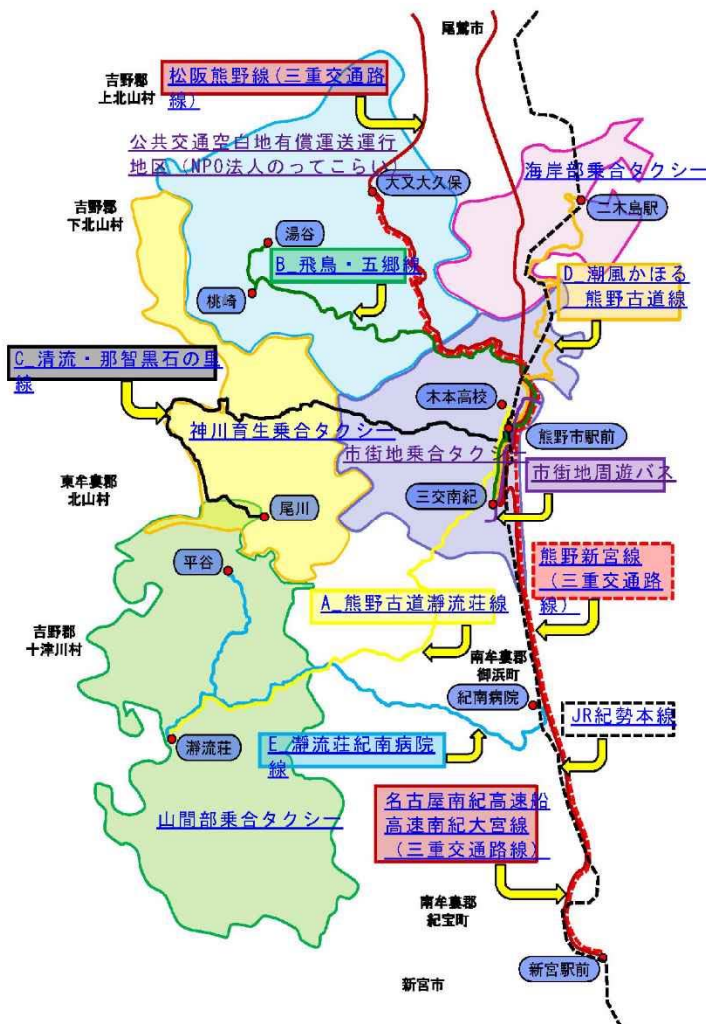 尾鷲市
吉野郡
上北山村
松阪熊野線(三重交通路
線)
公共交通空白地有償運送運行
地区（NPO法人のってこらい）
大又大久保
海岸部乗合タクシー
二木島駅
吉野郡
下北山村
湯谷
B_飛鳥・五郷線
桃崎
D_潮風かほる
熊野古道線
C_清流・那智黒石の里
線
木本高校
神川育生乗合タクシー
熊野市駅前
市街地乗合タクシー
市街地周遊バス
東牟婁郡
北山村
三交南紀
尾川
平谷
熊野新宮線
（三重交通路
線）
A_熊野古道瀞流荘線
吉野郡
十津川村
南牟婁郡
御浜町
紀南病院
JR紀勢本線
瀞流荘
E_瀞流荘紀南病院
線
名古屋南紀高速船
高速南紀大宮線
（三重交通路線）
山間部乗合タクシー
南牟婁郡
紀宝町
新宮駅前
新宮市